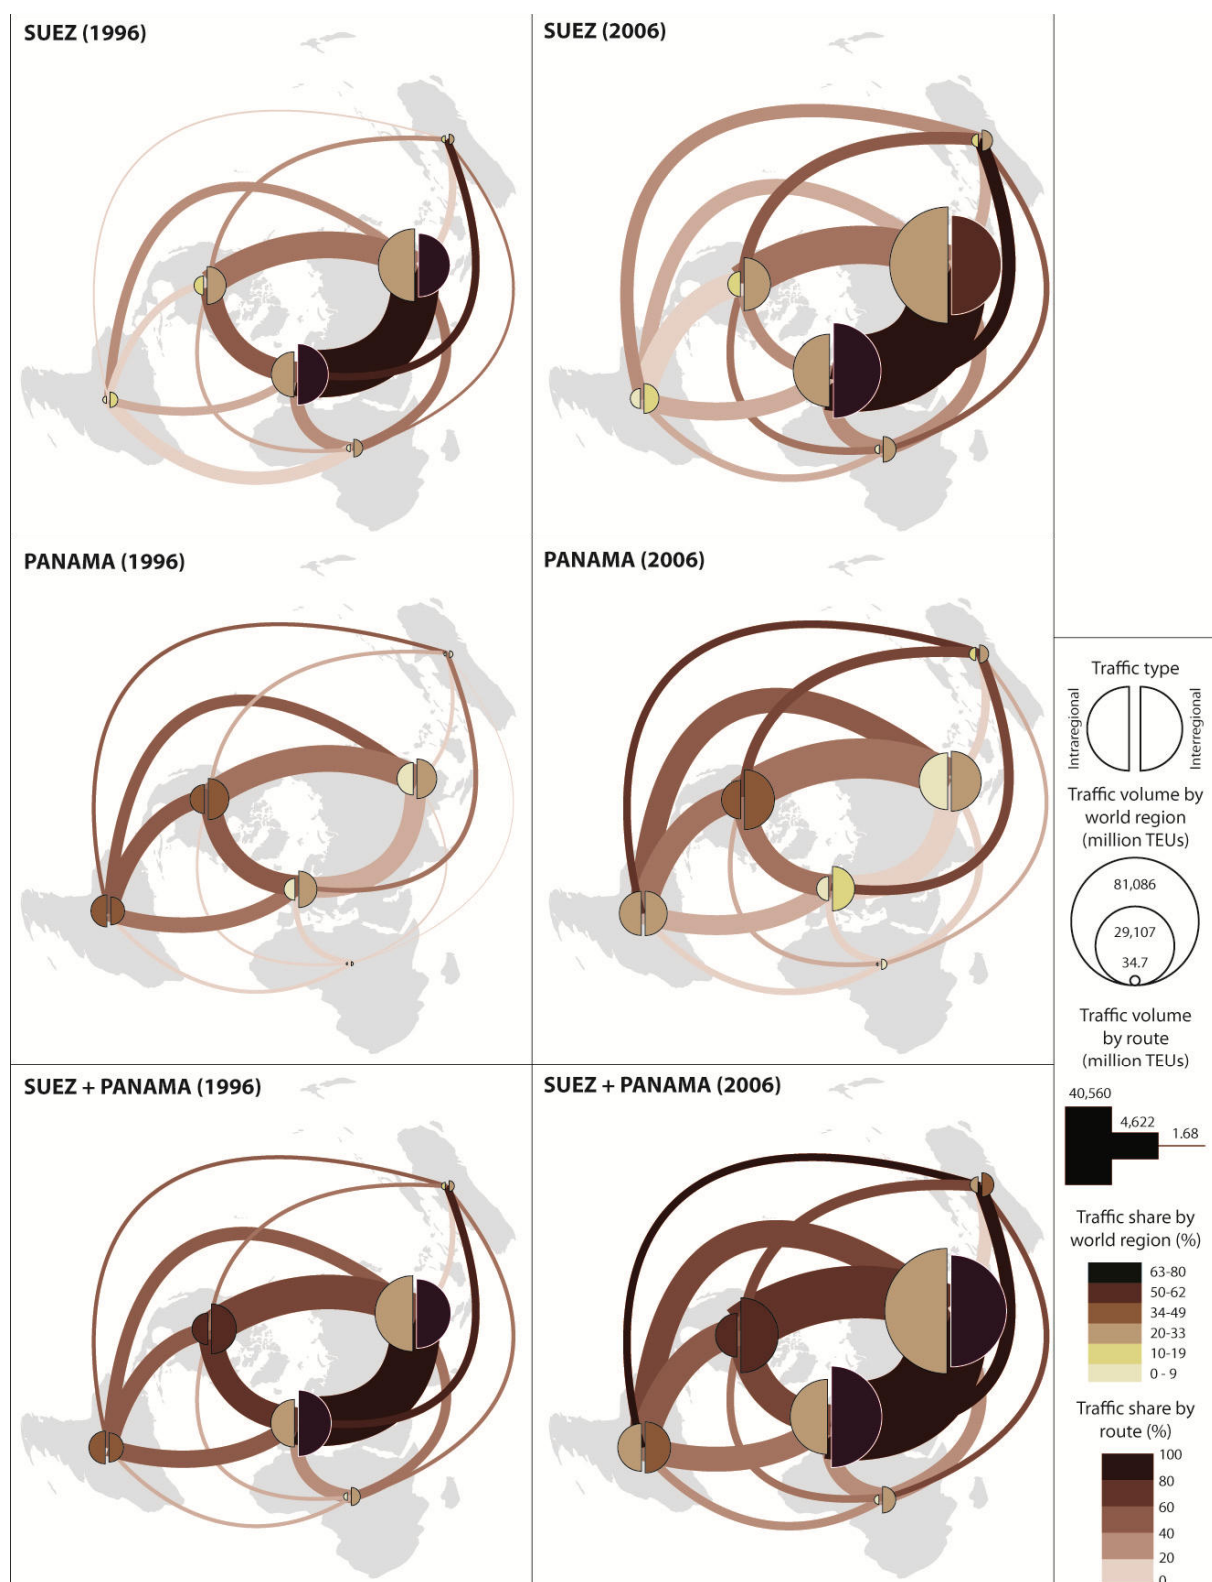 SUEZ (1996)
SUEZ (2006)
PANAMA (1996)
PANAMA (2006)
SUEZ + PANAMA (1996)
SUEZ + PANAMA (2006)
Traffic type
Intraregional
Interregional
Traffic volume by
world region
(million TEUs)
81,086
29,107
34.7
Traffic volume
by route
(million TEUs)
40,560
4,622
1.68
Traffic share by
world region (%)
63-80
50-62
34-49
20-33
10-19
0 - 9
Traffic share by
route (%)
100
80
60
40
20
0